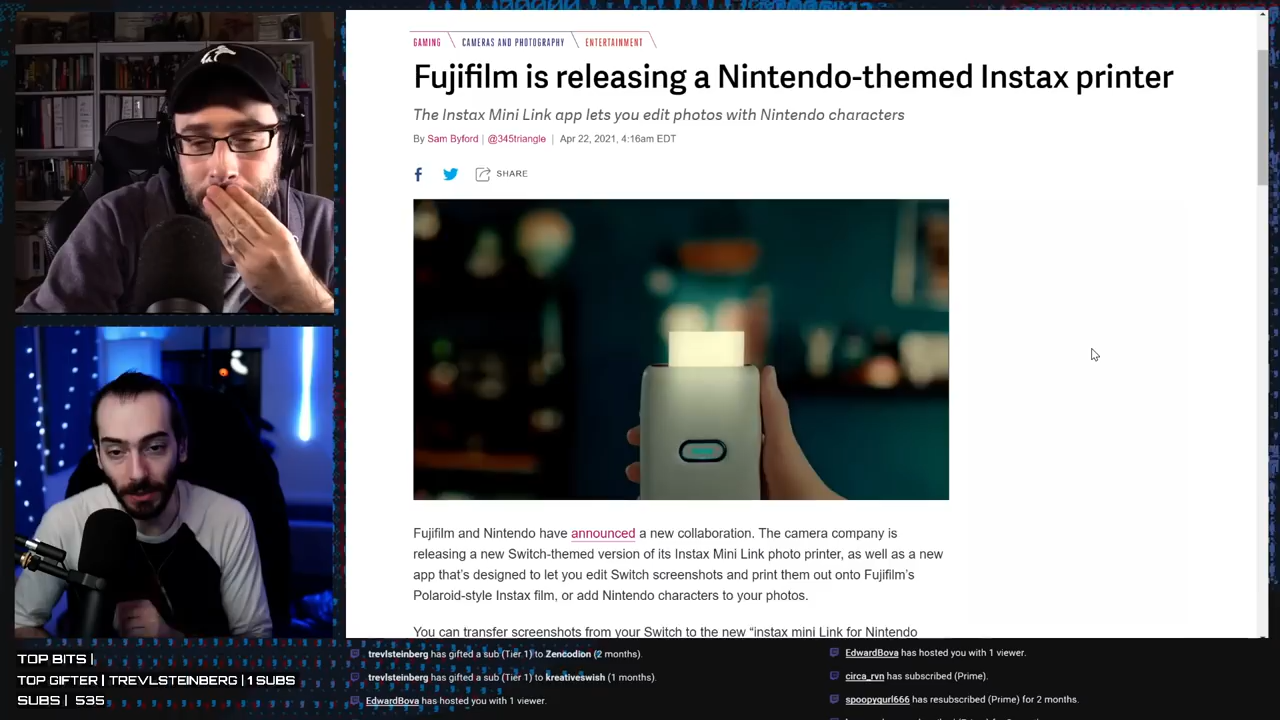 GAMING CAMERAS AND PHOTOGRAPHY ENTERTAINMENT
Fujifilm is releasing a Nintendo-themed Instax printer
The Instax Mini Link app lets you edit photos with Nintendo characters
By Sam Byford | @345triangle | Apr 22, 2021, 4:16am EDT
SHARE
Fujifilm and Nintendo have announced a new collaboration. The camera company is
releasing a new Switch-themed version of its Instax Mini Link photo printer, as well as a new
app that's designed to let you edit Switch screenshots and print them out onto Fujifilm's
Polaroid-style Instax film, or add Nintendo characters to your photos.
You can transfer screenshots from your Switch to the new “instax mini Link for Nintendo
TOP BITS |
TOP GIFTER | TREVLSTEINBERG | 1 SUBS
SUBS | 535
trevlsteinberg has gifted a sub (Tier 1) to Zencodion (2 months).
trevlsteinberg has gifted a sub (Tier 1) to kreativeswish (1 months).
EdwardBova has hosted you with 1 viewer.
EdwardBova has hosted you with 1 viewer.
circa_rvn has subscribed (Prime).
spoopygurl666 has resubscribed (Prime) for 2 months.